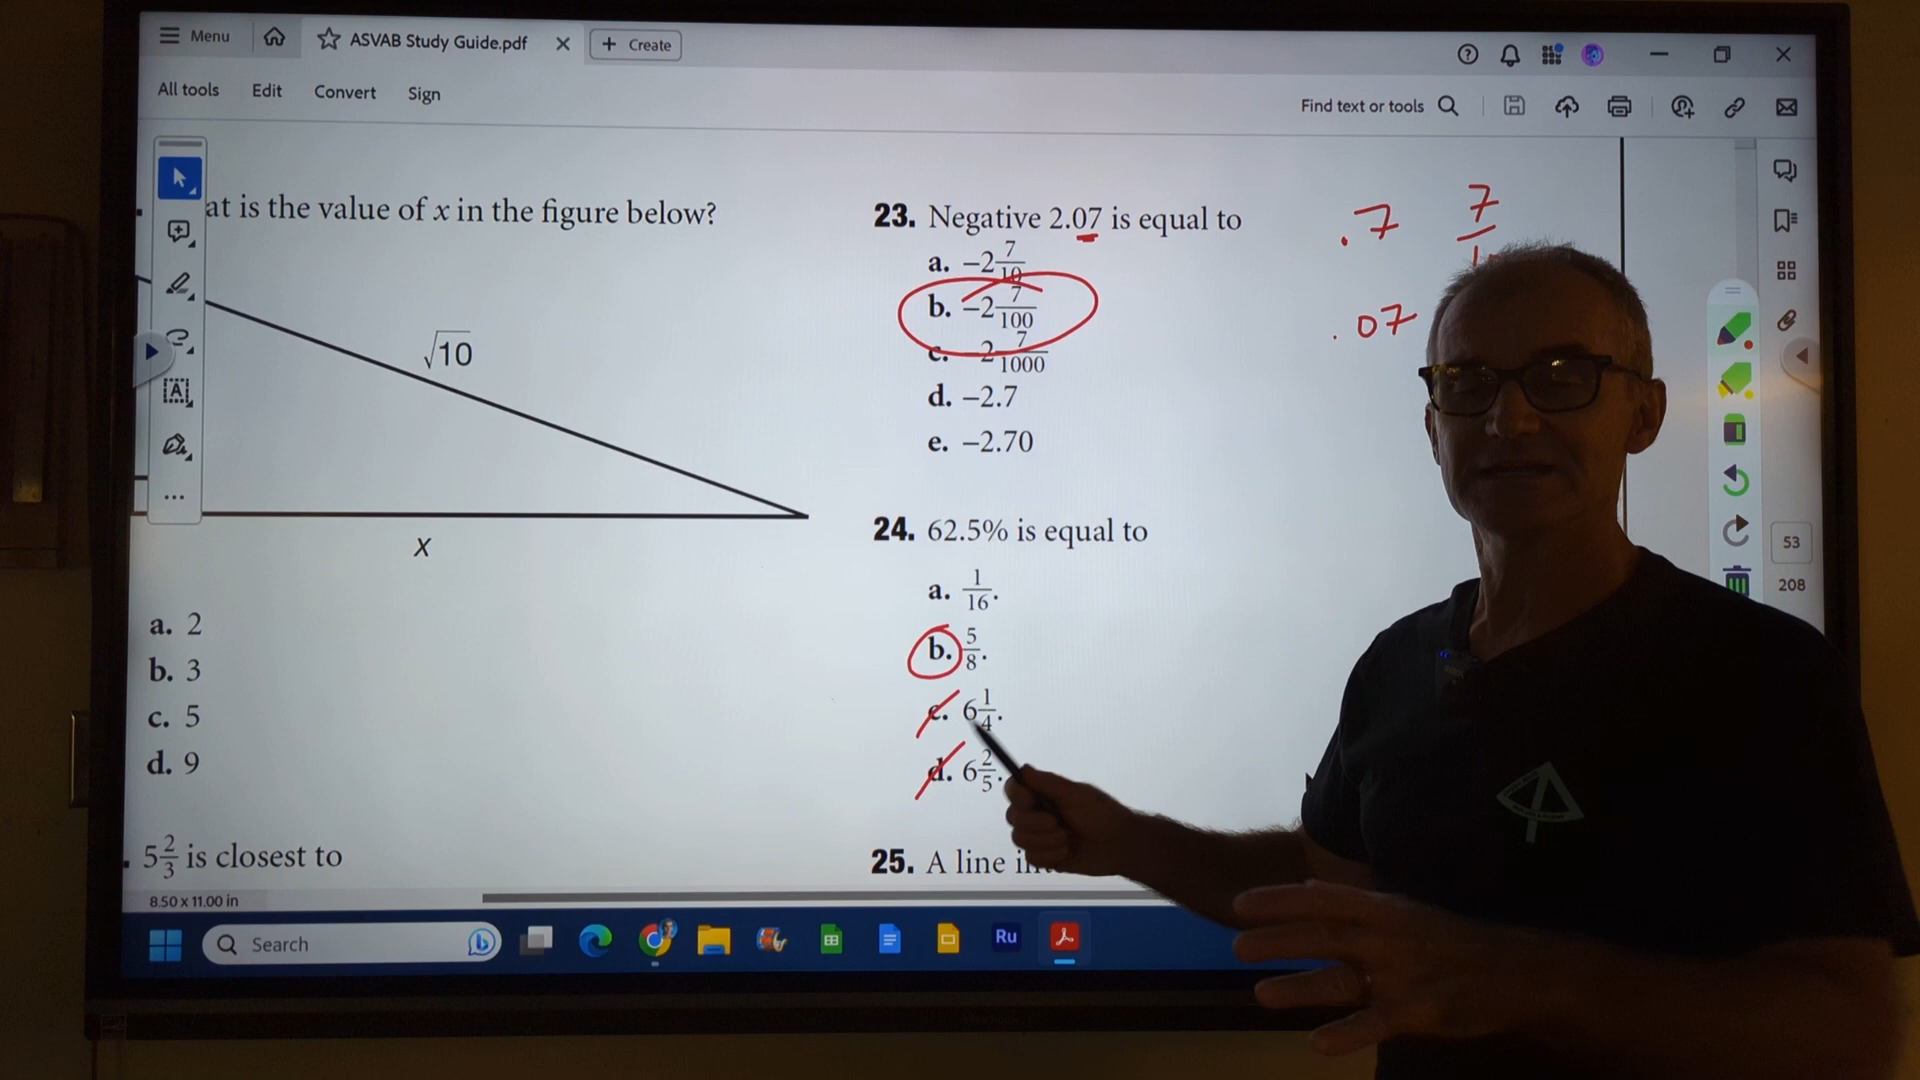 Menu
ASVAB Study Guide.pdf
+ Create
All tools Edit Convert Sign
Find text or tools
at is the value of x in the figure below?
√10
x
a. 2
b. 3
c. 5
d. 9
5 2/3 is closest to
23. Negative 2.07 is equal to
a. −2 7/10
b. −2 7/100
c. −2 7/1000
d. −2.7
e. −2.70
.7 7
.07
24. 62.5% is equal to
a. 1/16.
b. 5/8.
c. 6 1/4.
d. 6 2/5.
25. A line
53
208
8.50 x 11.00 in
Search
Ru